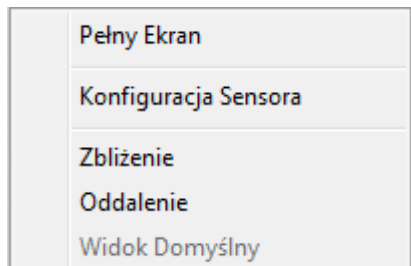 Pełny Ekran
Konfiguracja Sensora
Zbliżenie
Oddalenie
Widok Domyślny